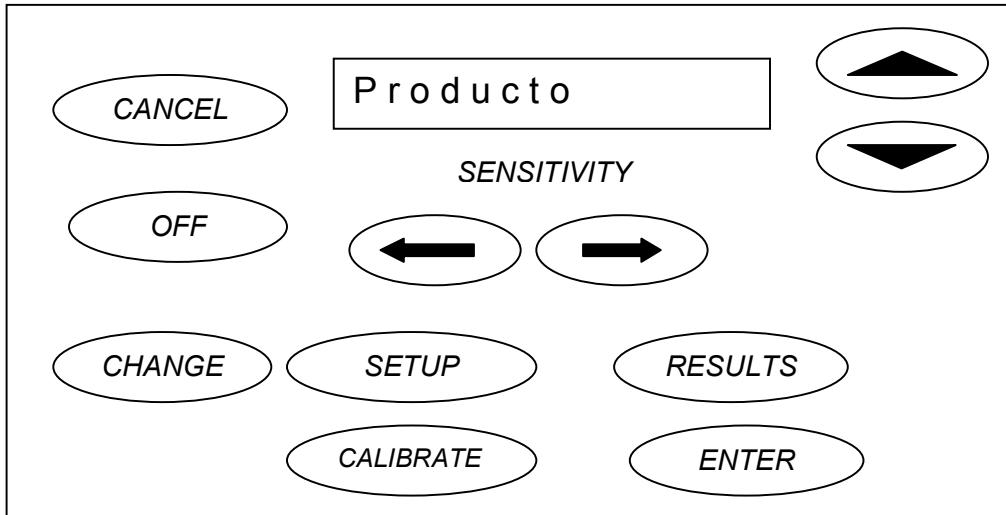 Producto
CANCEL
SENSITIVITY
OFF
CHANGE
SETUP
RESULTS
CALIBRATE
ENTER